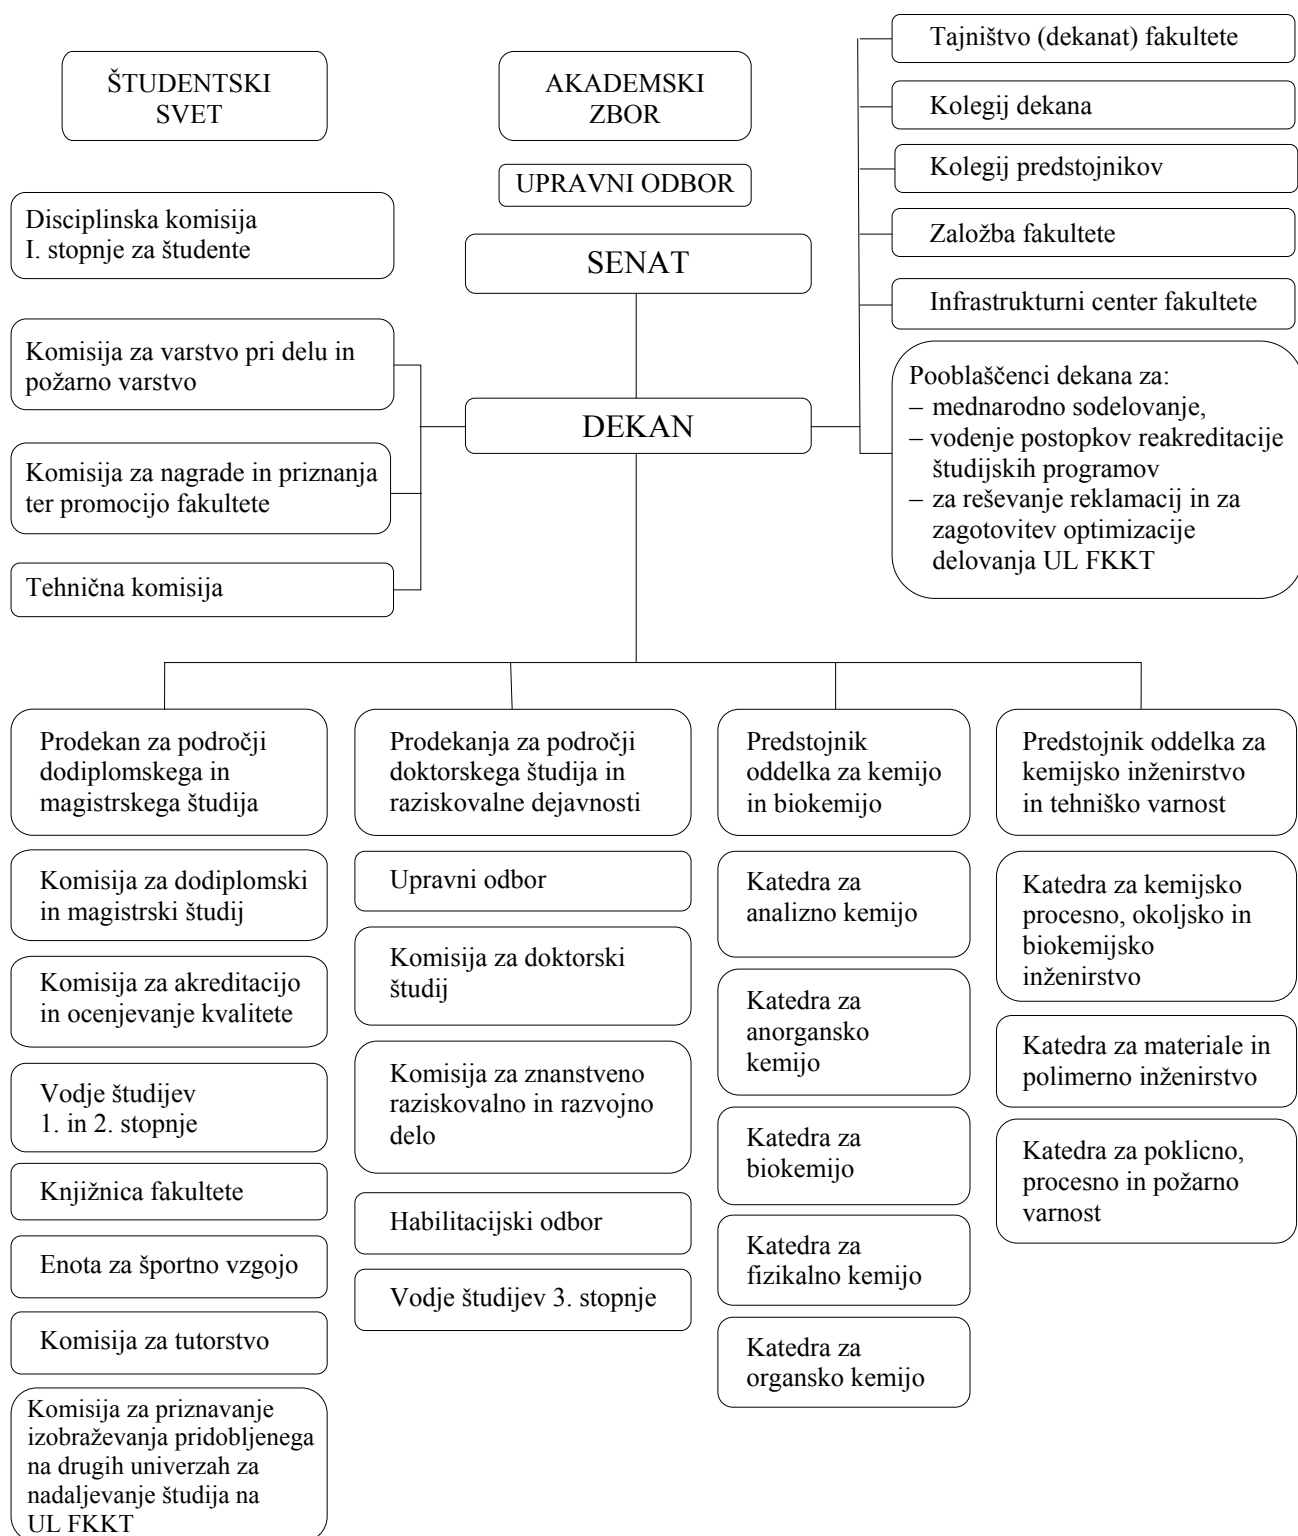 ŠTUDENTSKI
SVET
AKADEMSKI
ZBOR
UPRAVNI ODBOR
SENAT
DEKAN
Disciplinska komisija
I. stopnje za študente
Komisija za varstvo pri delu in
požarno varstvo
Komisija za nagrade in priznanja
ter promocijo fakultete
Tehnična komisija
Tajništvo (dekanat) fakultete
Kolegij dekana
Kolegij predstojnikov
Založba fakultete
Infrastrukturni center fakultete
Pooblaščenci dekana za:
– mednarodno sodelovanje,
– vodenje postopkov reakreditacije
študijskih programov
– za reševanje reklamacij in za
zagotovitev optimizacije
delovanja UL FKKT
Prodekan za področji
dodiplomskega in
magistrskega študija
Komisija za dodiplomski
in magistrski študij
Komisija za akreditacijo
in ocenjevanje kvalitete
Vodje študijev
1. in 2. stopnje
Knjižnica fakultete
Enota za športno vzgojo
Komisija za tutorstvo
Komisija za priznavanje
izobraževanja pridobljenega
na drugih univerzah za
nadaljevanje študija na
UL FKKT
Prodekanja za področji
doktorskega študija in
raziskovalne dejavnosti
Upravni odbor
Komisija za doktorski
študij
Komisija za znanstveno
raziskovalno in razvojno
delo
Habilitacijski odbor
Vodje študijev 3. stopnje
Predstojnik
oddelka za kemijo
in biokemijo
Katedra za
analizno kemijo
Katedra za
anorgansko
kemijo
Katedra za
biokemijo
Katedra za
fizikalno kemijo
Katedra za
organsko kemijo
Predstojnik oddelka za
kemijsko inženirstvo
in tehniško varnost
Katedra za kemijsko
procesno, okoljsko in
biokemijsko
inženirstvo
Katedra za materiale in
polimerno inženirstvo
Katedra za poklicno,
procesno in požarno
varnost